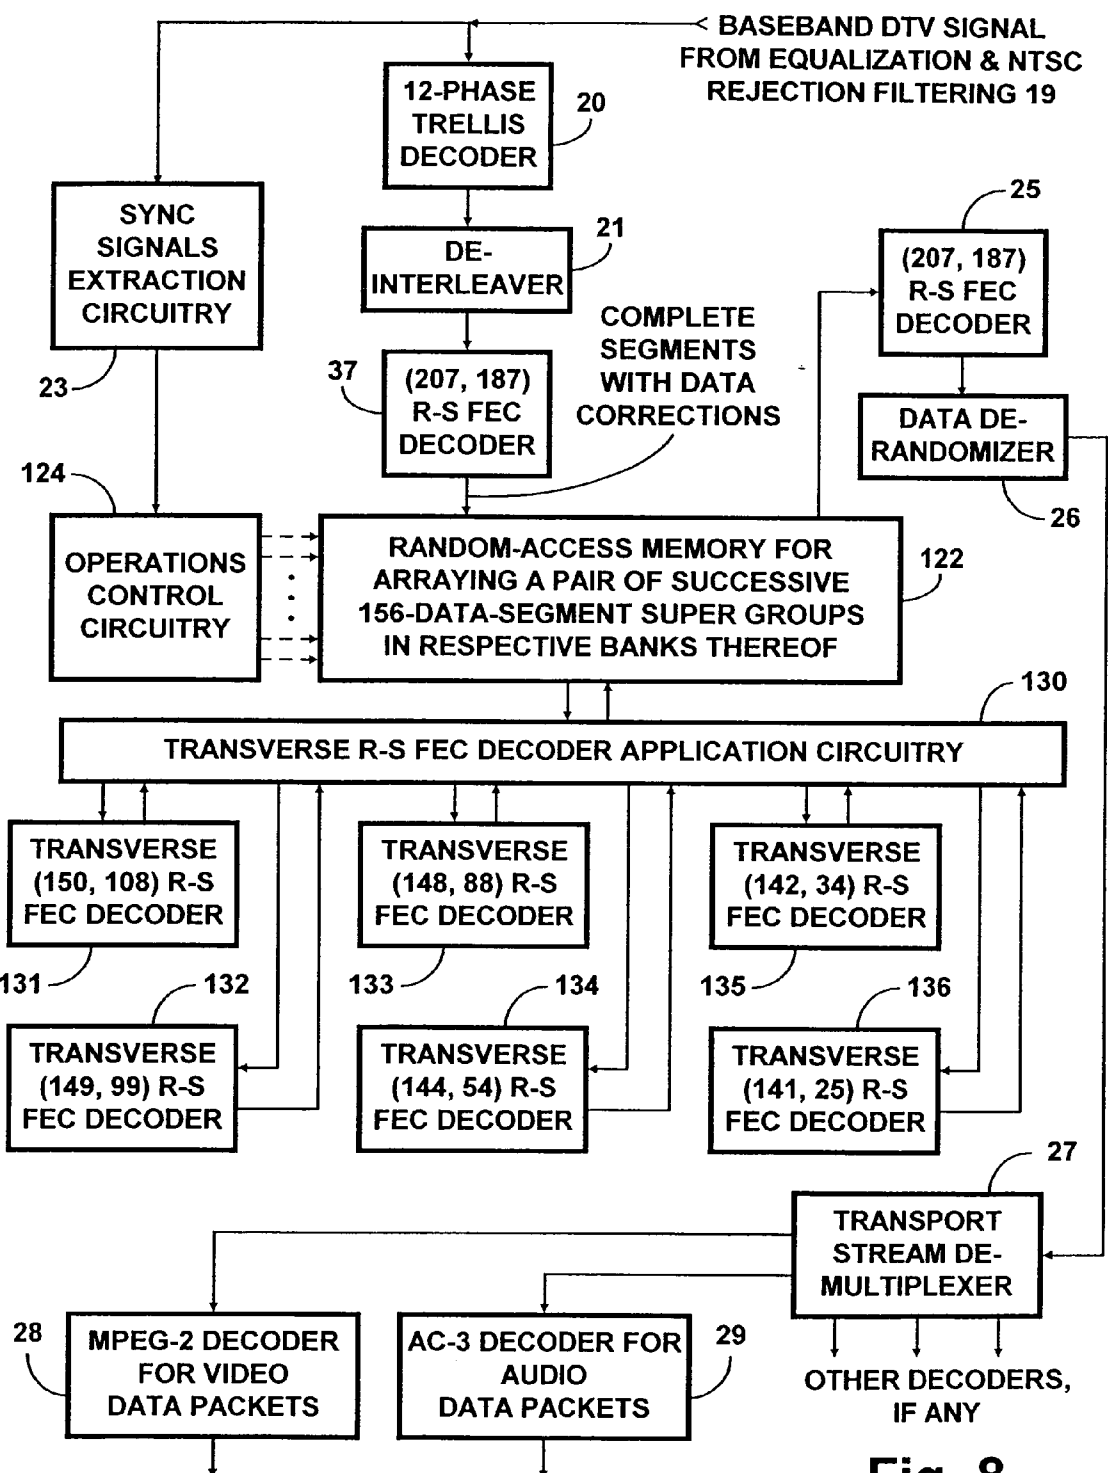 BASEBAND DTV SIGNAL
FROM EQUALIZATION & NTSC
REJECTION FILTERING 19
12-PHASE
TRELLIS
DECODER
20
SYNC
SIGNALS
EXTRACTION
CIRCUITRY
23
DE-
INTERLEAVER
21
25
(207, 187)
R-S FEC
DECODER
COMPLETE
SEGMENTS
WITH DATA
CORRECTIONS
37
(207, 187)
R-S FEC
DECODER
DATA DE-
RANDOMIZER
26
124
OPERATIONS
CONTROL
CIRCUITRY
RANDOM-ACCESS MEMORY FOR
ARRAYING A PAIR OF SUCCESSIVE
156-DATA-SEGMENT SUPER GROUPS
IN RESPECTIVE BANKS THEREOF
122
130
TRANSVERSE R-S FEC DECODER APPLICATION CIRCUITRY
TRANSVERSE
(150, 108) R-S
FEC DECODER
131
TRANSVERSE
(148, 88) R-S
FEC DECODER
133
TRANSVERSE
(142, 34) R-S
FEC DECODER
135
132
TRANSVERSE
(149, 99) R-S
FEC DECODER
134
TRANSVERSE
(144, 54) R-S
FEC DECODER
136
TRANSVERSE
(141, 25) R-S
FEC DECODER
27
TRANSPORT
STREAM DE-
MULTIPLEXER
28
MPEG-2 DECODER
FOR VIDEO
DATA PACKETS
AC-3 DECODER FOR
AUDIO
DATA PACKETS
29
OTHER DECODERS,
IF ANY
Fig. 8